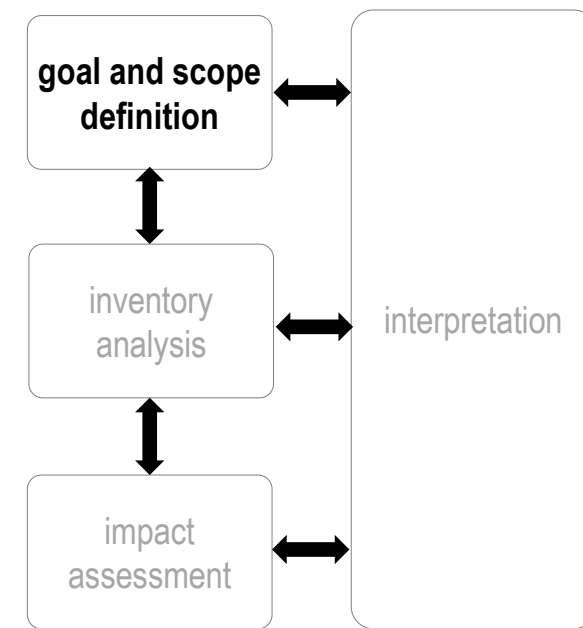 goal and scope
definition
inventory
analysis
interpretation
impact
assessment